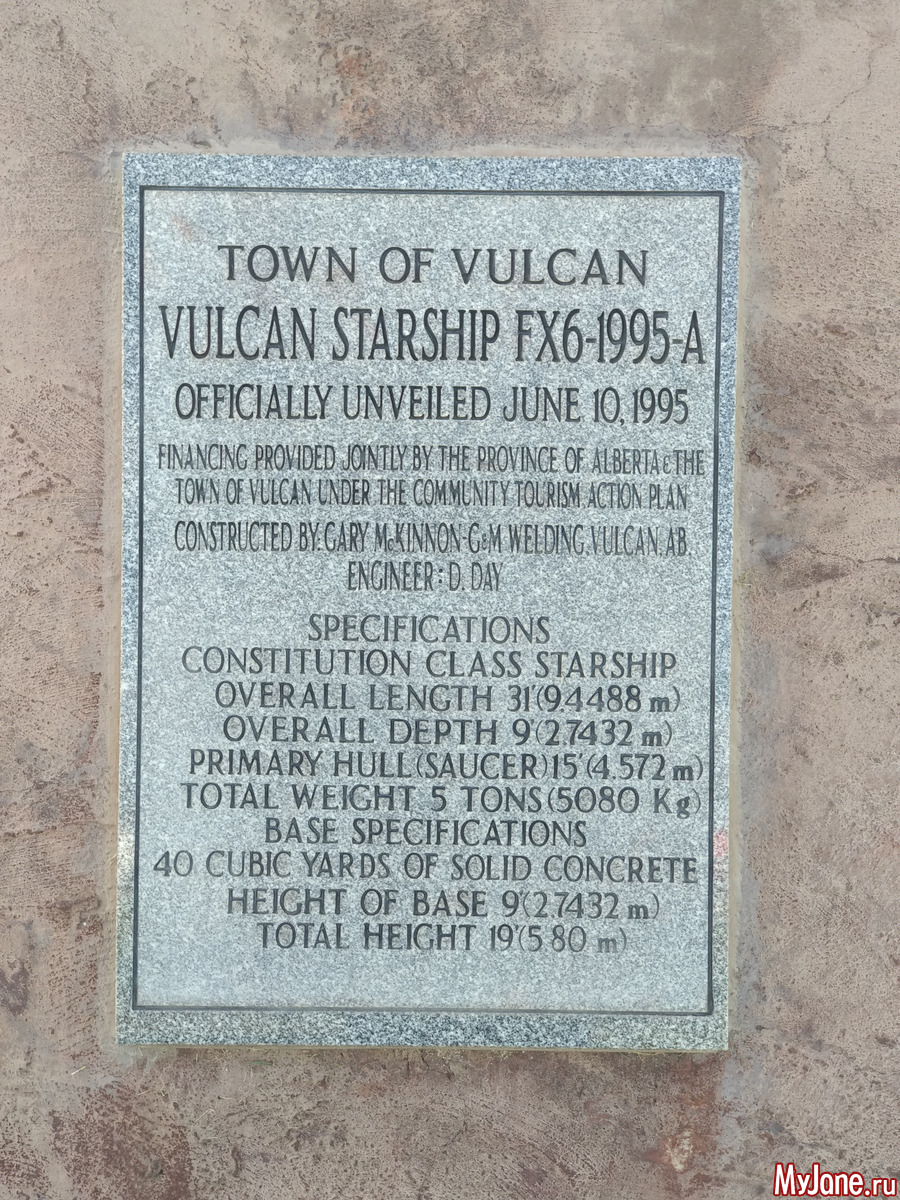 TOWN OF VULCAN
VULCAN STARSHIP FX6-1995-A
OFFICIALLY UNVEILED JUNE 10, 1995
FINANCING PROVIDED JOINTLY BY THE PROVINCE OF ALBERTA & THE
TOWN OF VULCAN UNDER THE COMMUNITY TOURISM ACTION PLAN
CONSTRUCTED BY: GARY McKINNON-G&M WELDING, VULCAN, AB.
ENGINEER: D. DAY
SPECIFICATIONS
CONSTITUTION CLASS STARSHIP
OVERALL LENGTH 31'(9.4488 m)
OVERALL DEPTH 9'(2.7432 m)
PRIMARY HULL (SAUCER) 15'(4.572 m)
TOTAL WEIGHT 5 TONS (5080 Kg)
BASE SPECIFICATIONS
40 CUBIC YARDS OF SOLID CONCRETE
HEIGHT OF BASE 9'(2.7432 m)
TOTAL HEIGHT 19'(5.80 m)
MyJane.ru